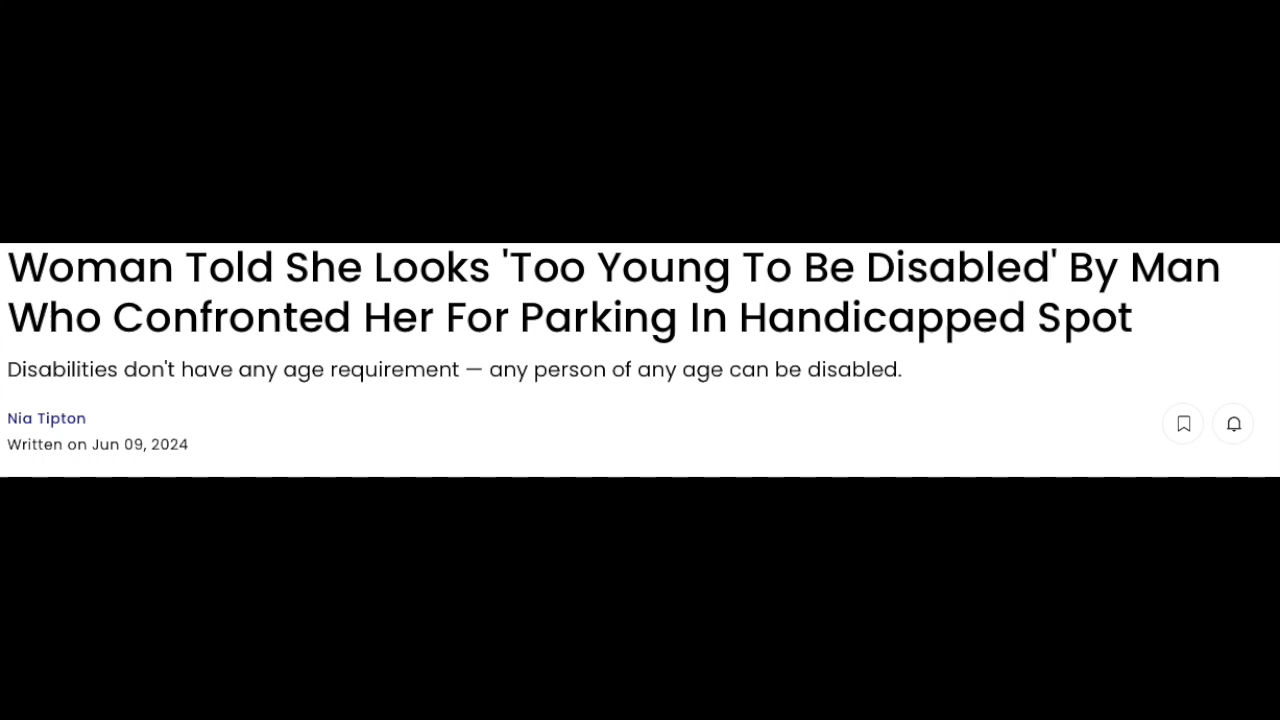 Woman Told She Looks 'Too Young To Be Disabled' By Man
Who Confronted Her For Parking In Handicapped Spot
Disabilities don't have any age requirement — any person of any age can be disabled.
Nia Tipton
Written on Jun 09, 2024